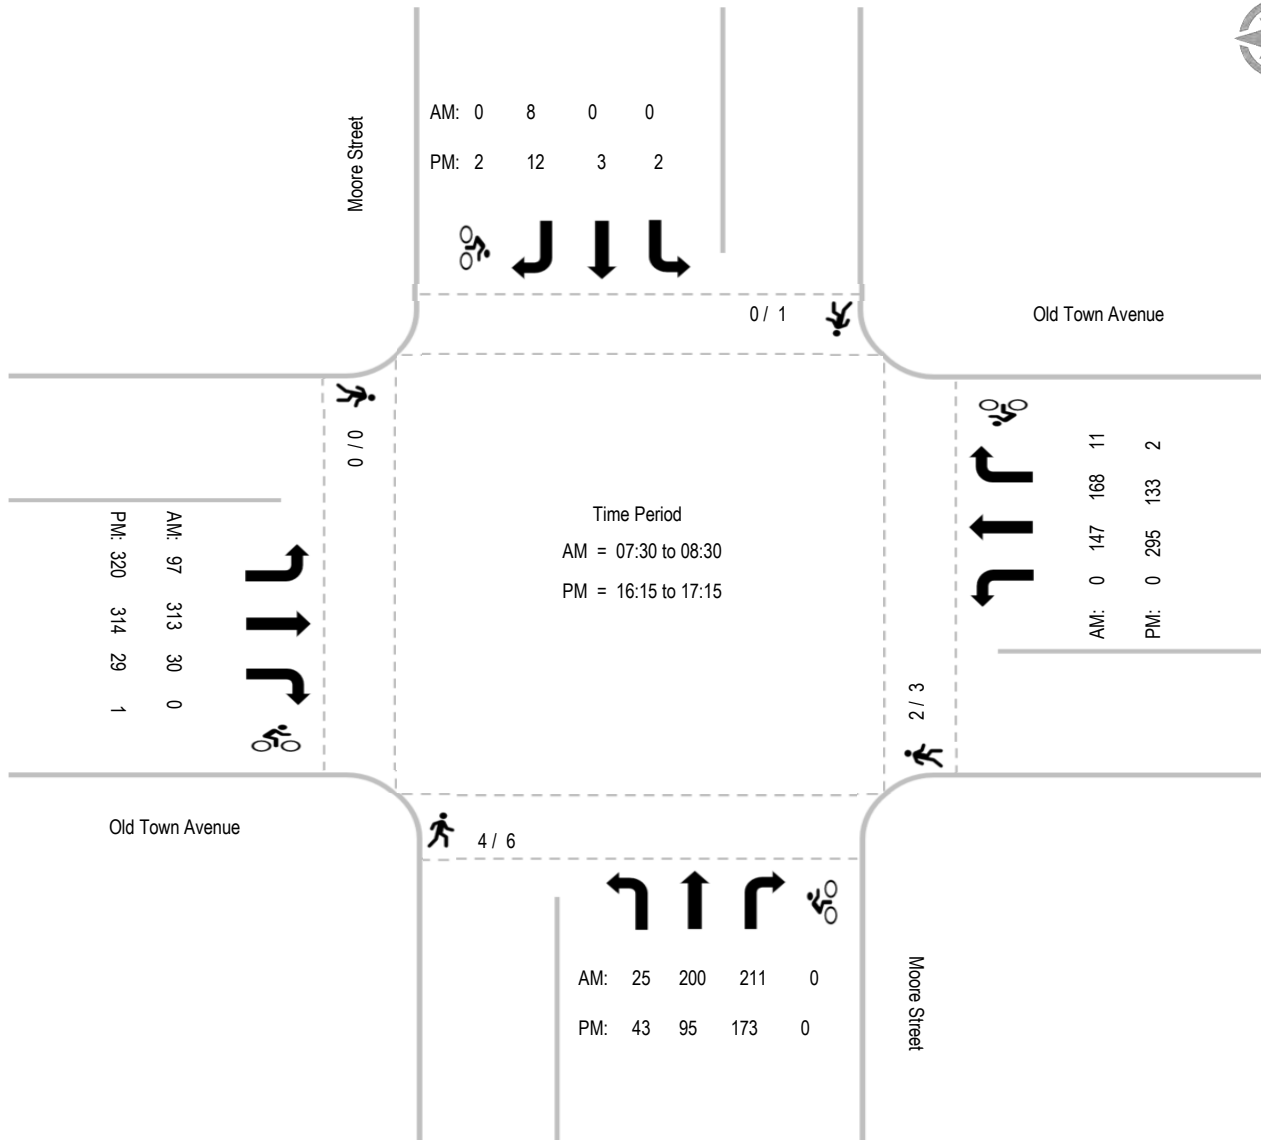 Moore Street
AM: 0 8 0 0
PM: 2 12 3 2
0 / 1
Old Town Avenue
0 / 0
AM: 0 147 168 11
PM: 0 295 133 2
Time Period
AM = 07:30 to 08:30
PM = 16:15 to 17:15
AM: 97 313 30 0
PM: 320 314 29 1
2 / 3
Old Town Avenue
4 / 6
AM: 25 200 211 0
PM: 43 95 173 0
Moore Street